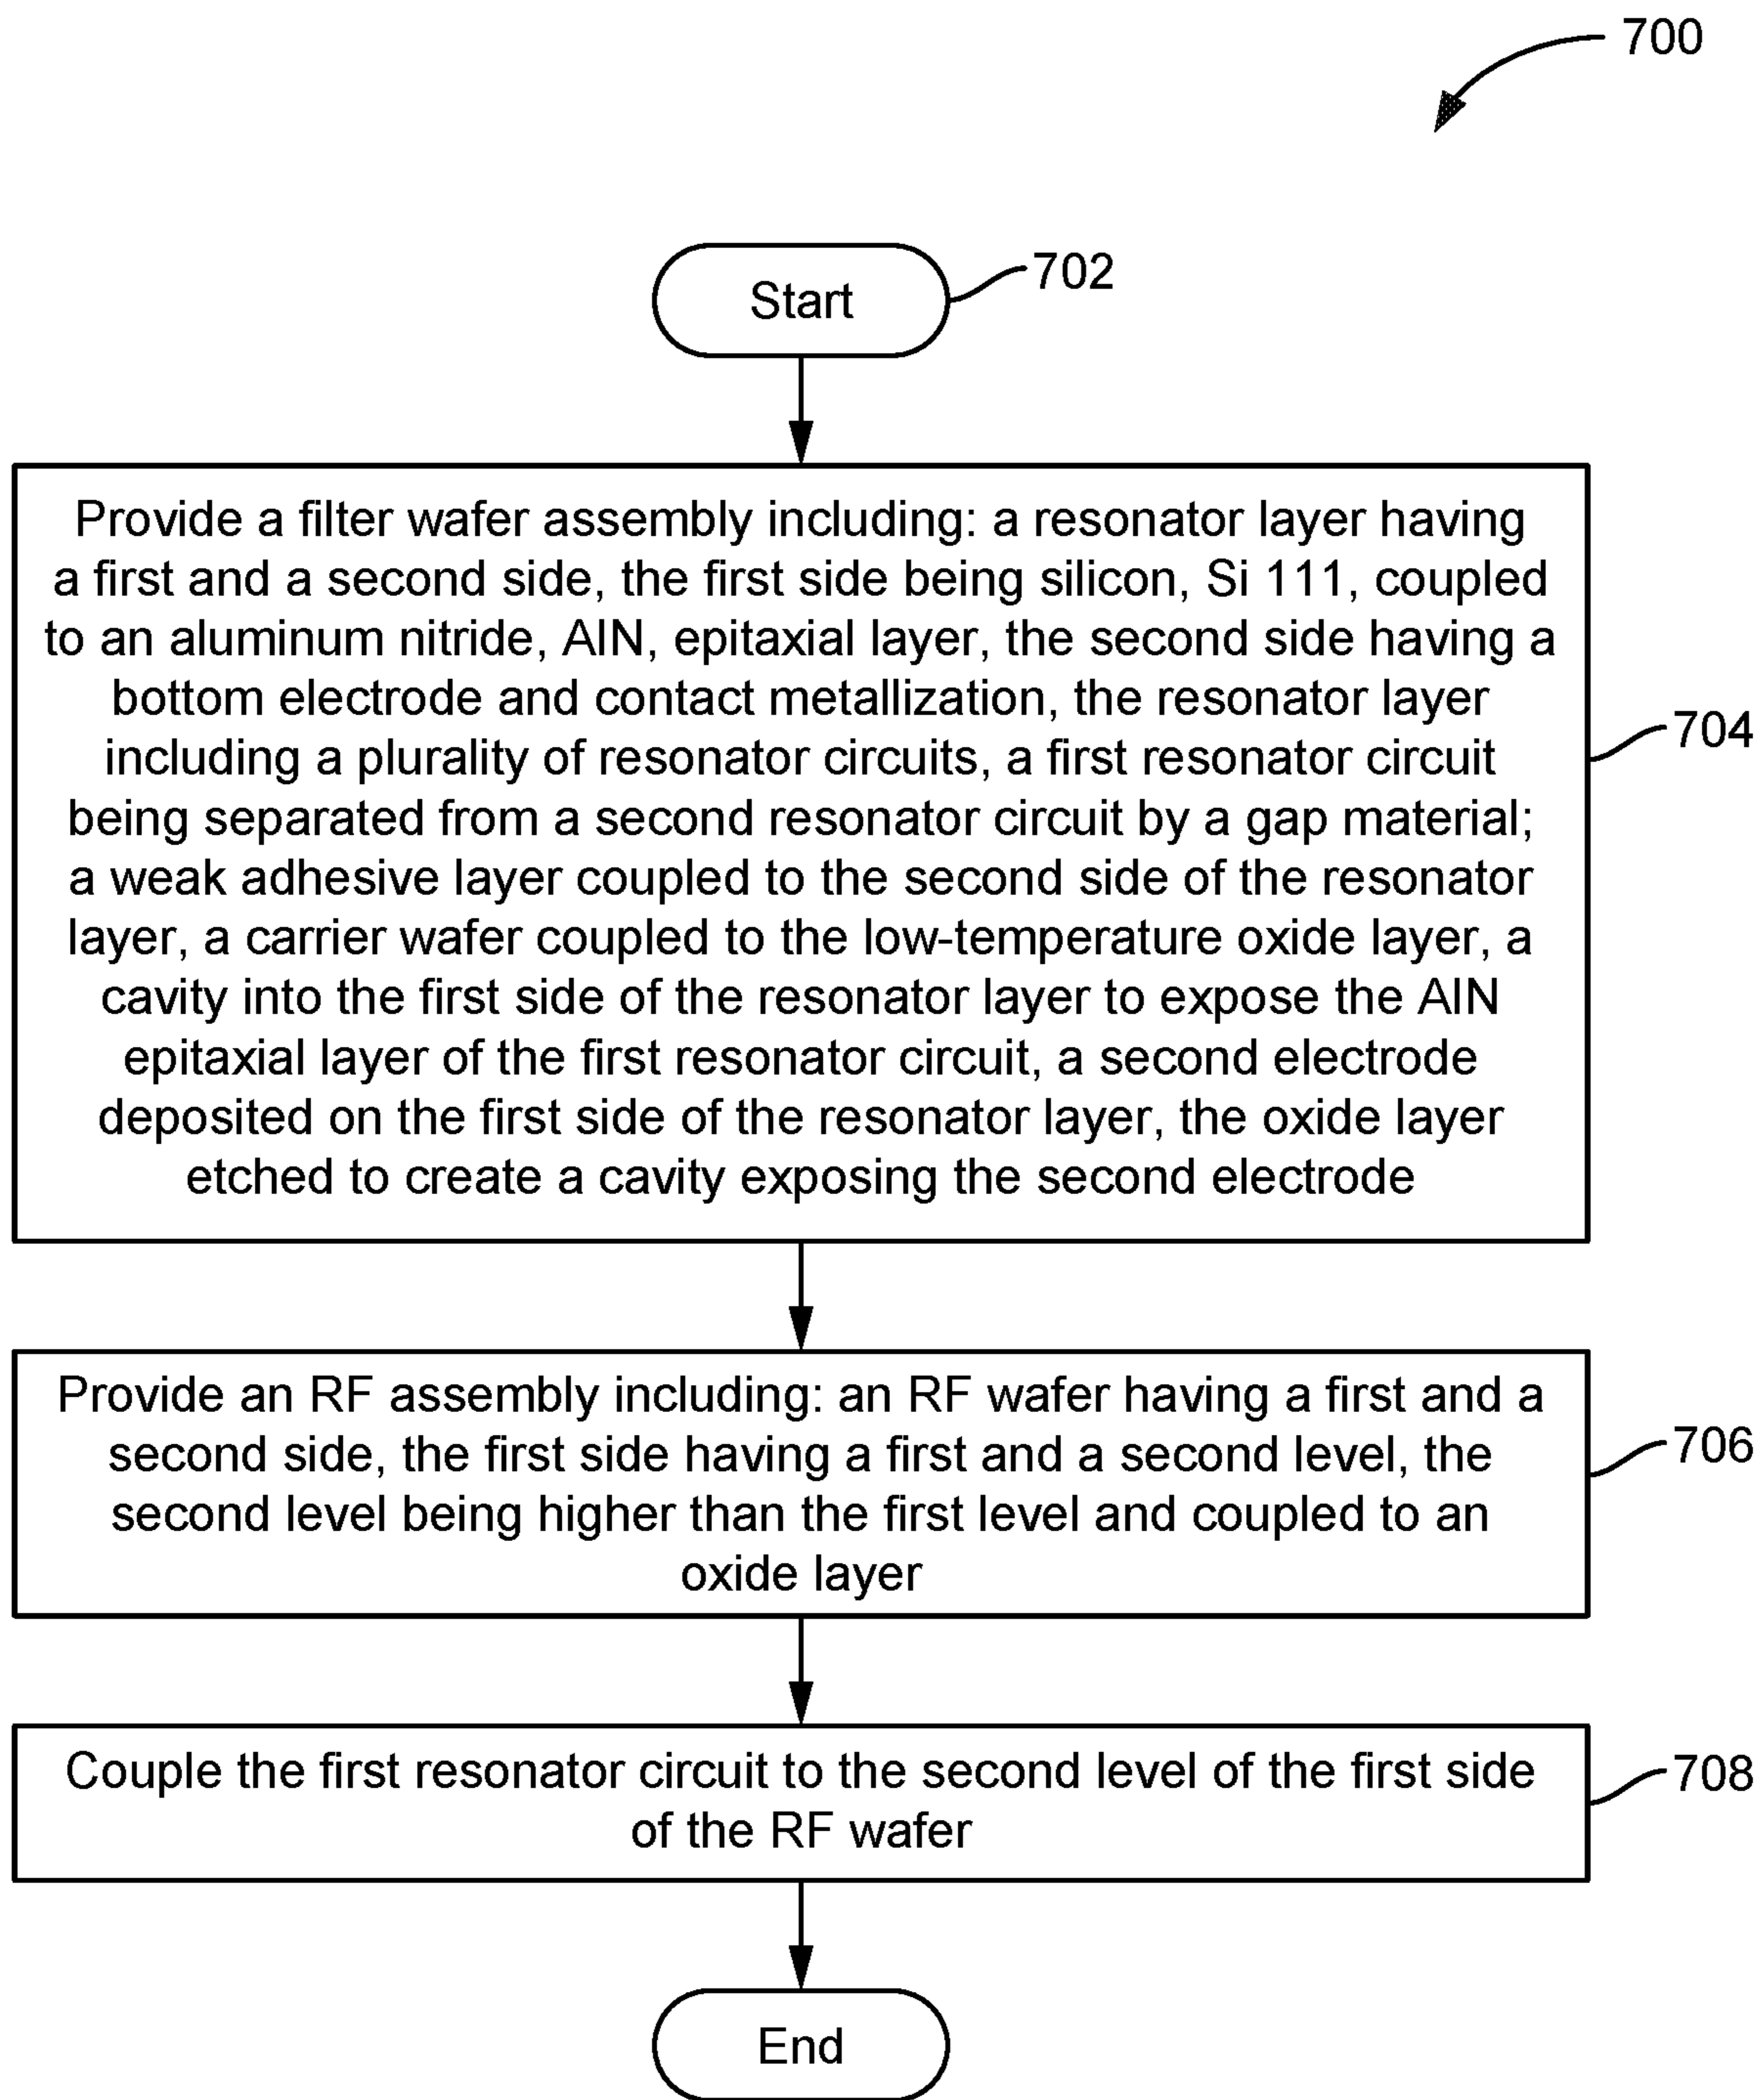 700
Start
702
Provide a filter wafer assembly including: a resonator layer having
a first and a second side, the first side being silicon, Si 111, coupled
to an aluminum nitride, AlN, epitaxial layer, the second side having a
bottom electrode and contact metallization, the resonator layer
including a plurality of resonator circuits, a first resonator circuit
being separated from a second resonator circuit by a gap material;
a weak adhesive layer coupled to the second side of the resonator
layer, a carrier wafer coupled to the low-temperature oxide layer, a
cavity into the first side of the resonator layer to expose the AlN
epitaxial layer of the first resonator circuit, a second electrode
deposited on the first side of the resonator layer, the oxide layer
etched to create a cavity exposing the second electrode
704
Provide an RF assembly including: an RF wafer having a first and a
second side, the first side having a first and a second level, the
second level being higher than the first level and coupled to an
oxide layer
706
Couple the first resonator circuit to the second level of the first side
of the RF wafer
708
End